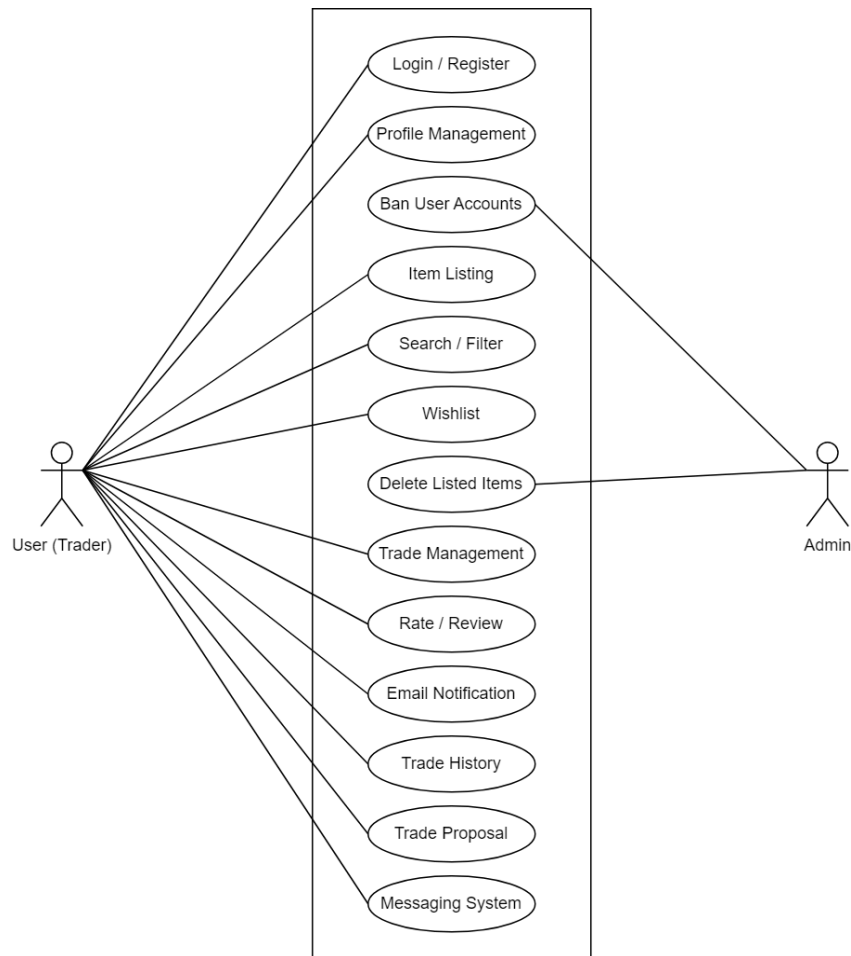 Login / Register
Profile Management
Ban User Accounts
Item Listing
Search / Filter
Wishlist
Delete Listed Items
User (Trader)
Admin
Trade Management
Rate / Review
Email Notification
Trade History
Trade Proposal
Messaging System